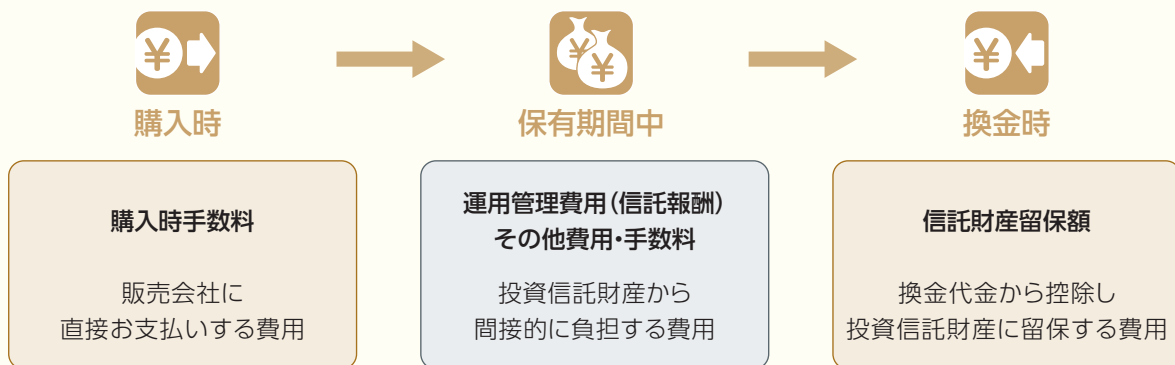 購入時
保有期間中
換金時
購入時手数料
販売会社に
直接お支払いする費用
運用管理費用(信託報酬)
その他費用・手数料
投資信託財産から
間接的に負担する費用
信託財産留保額
換金代金から控除し
投資信託財産に留保する費用
¥
¥
¥
¥